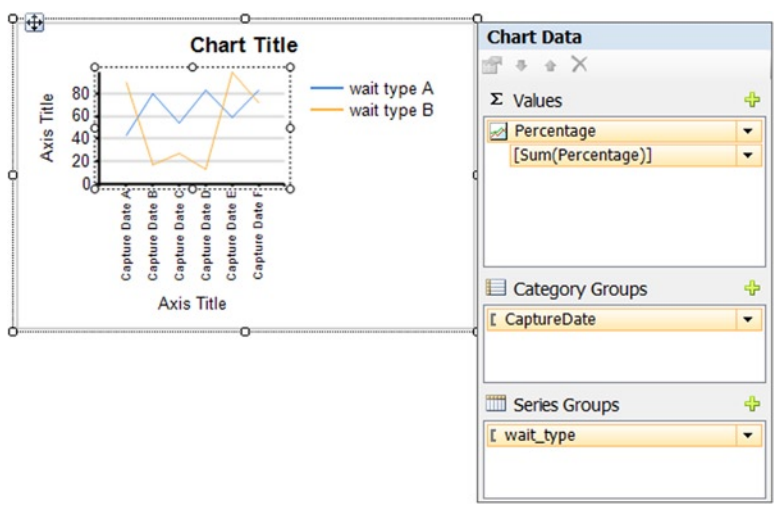 Chart Title
Axis Title
80
60
40
20
0
Capture Date A
Capture Date B
Capture Date C
Capture Date D
Capture Date E
Capture Date F
Axis Title
wait type A
wait type B
Chart Data
Σ Values
Percentage
[Sum(Percentage)]
Category Groups
CaptureDate
Series Groups
wait_type